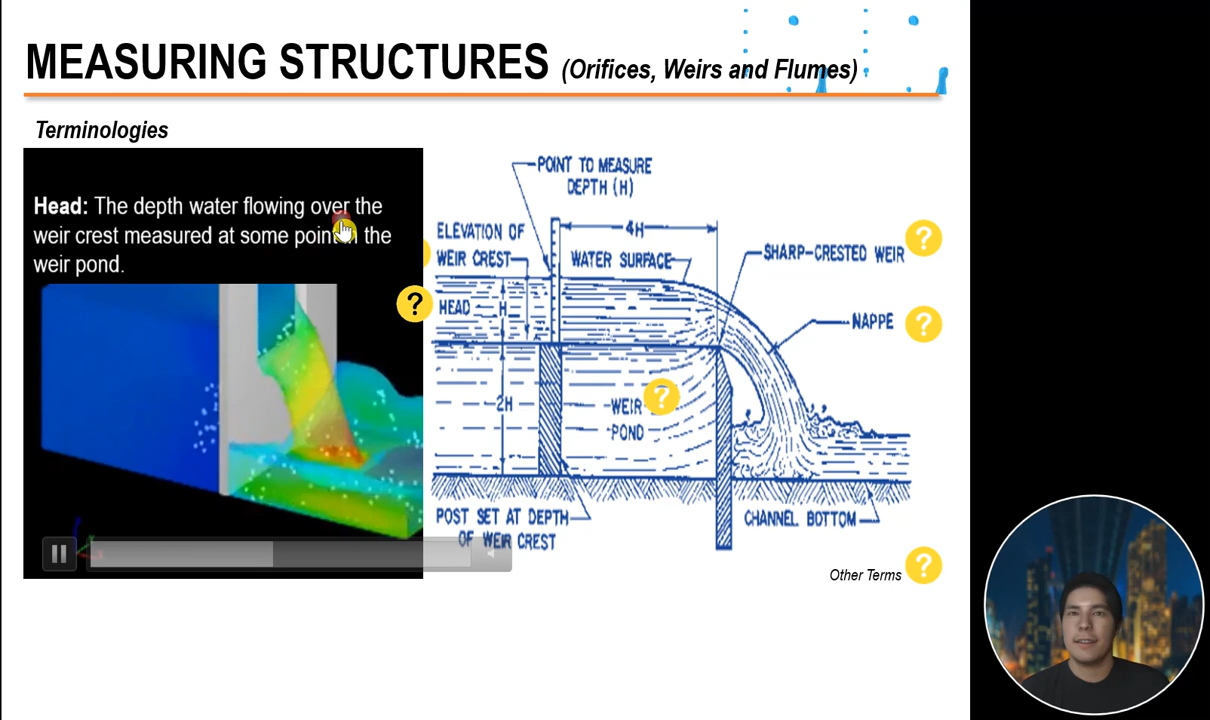 MEASURING STRUCTURES (Orifices, Weirs and Flumes)
Terminologies
Head: The depth water flowing over the
weir crest measured at some point in the
weir pond.
POINT TO MEASURE
DEPTH (H)
ELEVATION OF
WEIR CREST
4H
WATER SURFACE
SHARP-CRESTED WEIR
?
?
HEAD
H
NAPPE
?
2H
WEIR
?
POND
POST SET AT DEPTH
OF WEIR CREST
CHANNEL BOTTOM
Other Terms
?